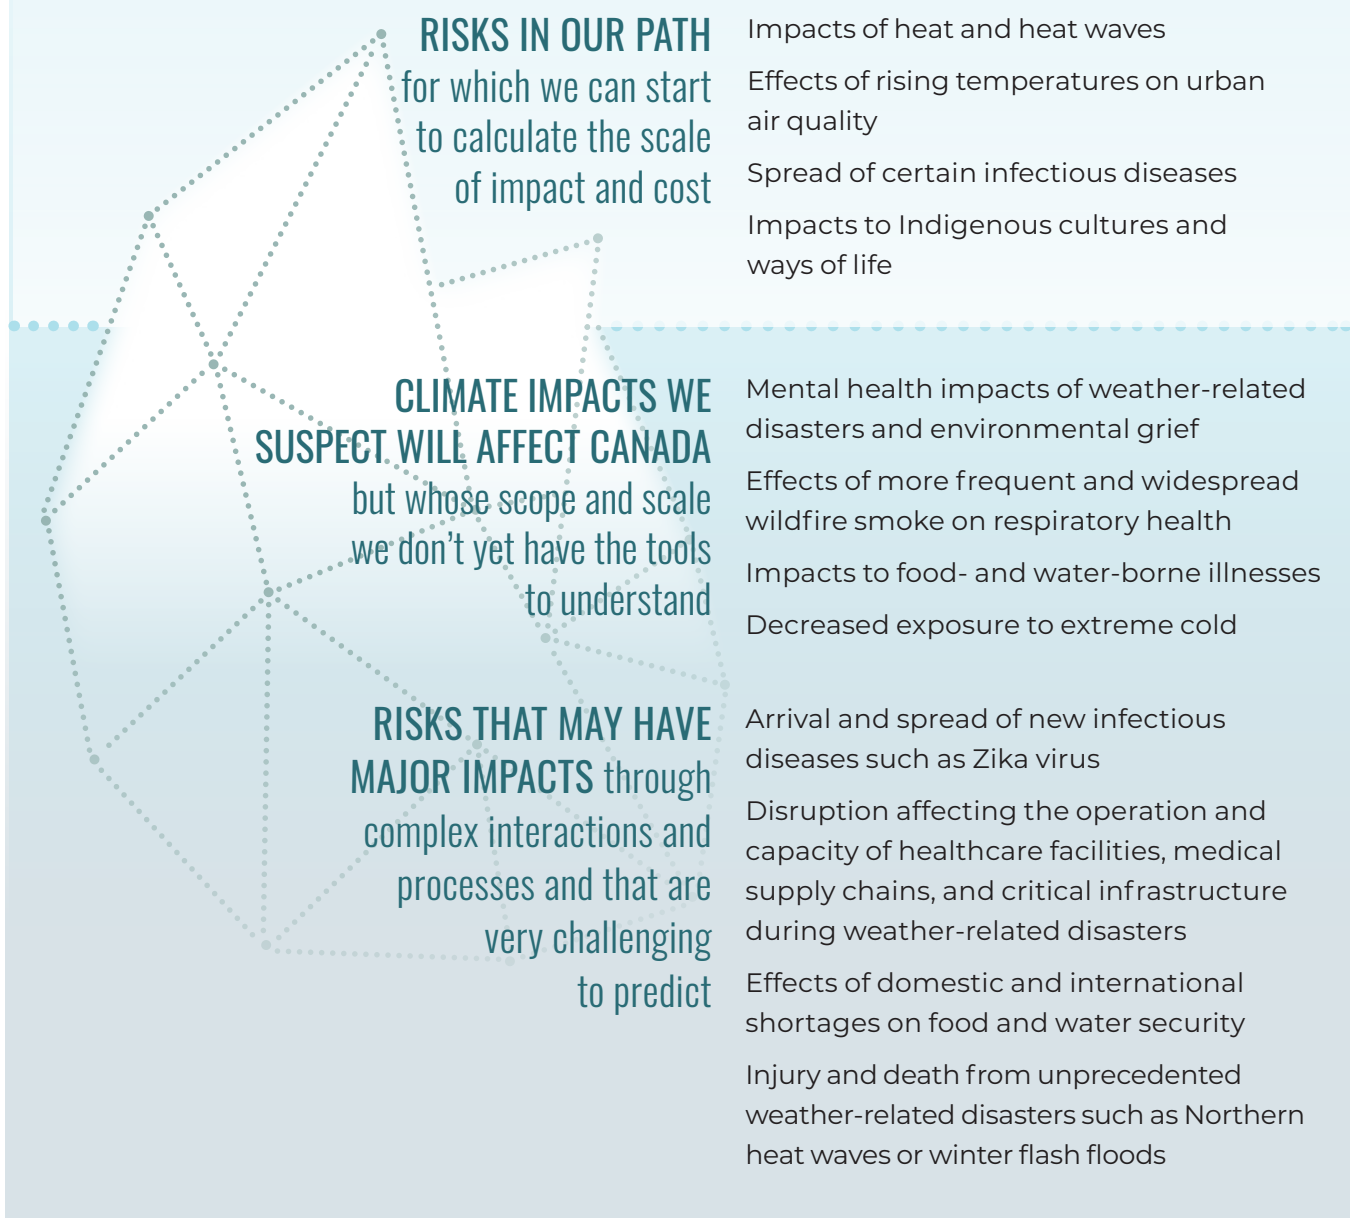 RISKS IN OUR PATH
for which we can start
to calculate the scale
of impact and cost
Impacts of heat and heat waves
Effects of rising temperatures on urban
air quality
Spread of certain infectious diseases
Impacts to Indigenous cultures and
ways of life
CLIMATE IMPACTS WE
SUSPECT WILL AFFECT CANADA
but whose scope and scale
we don’t yet have the tools
to understand
Mental health impacts of weather-related
disasters and environmental grief
Effects of more frequent and widespread
wildfire smoke on respiratory health
Impacts to food- and water-borne illnesses
Decreased exposure to extreme cold
RISKS THAT MAY HAVE
MAJOR IMPACTS through
complex interactions and
processes and that are
very challenging
to predict
Arrival and spread of new infectious
diseases such as Zika virus
Disruption affecting the operation and
capacity of healthcare facilities, medical
supply chains, and critical infrastructure
during weather-related disasters
Effects of domestic and international
shortages on food and water security
Injury and death from unprecedented
weather-related disasters such as Northern
heat waves or winter flash floods